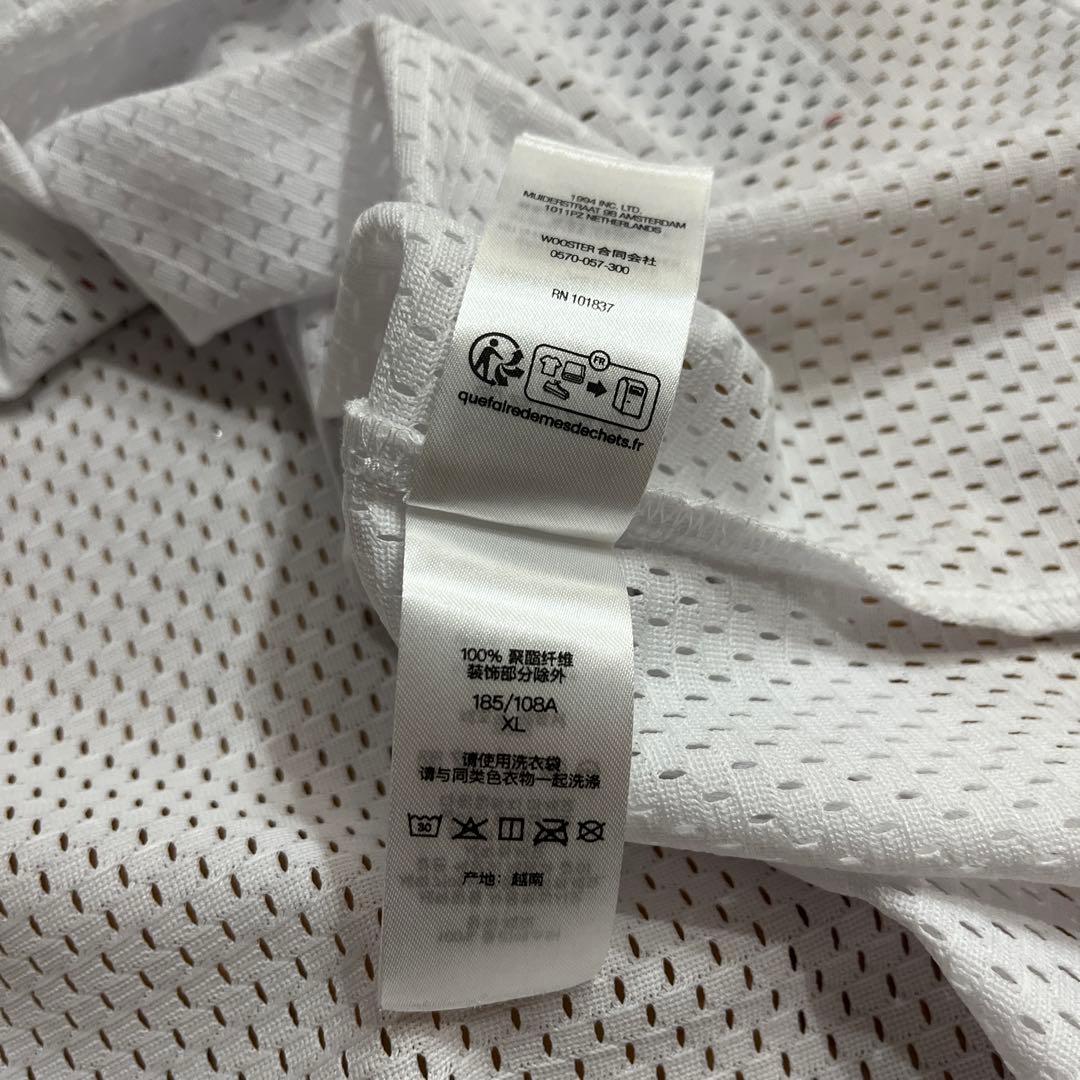 1994 INC. LTD.
MUIDERSTRAAT 9B AMSTERDAM
1011PZ NETHERLANDS
WOOSTER 合同会社
0570-057-300
RN 101837
FR
quefairedemesdechets.fr
100% 聚酯纤维
装饰部分除外
185/108A
XL
请使用洗衣袋
请与同类色衣物一起洗涤
30
产地：越南